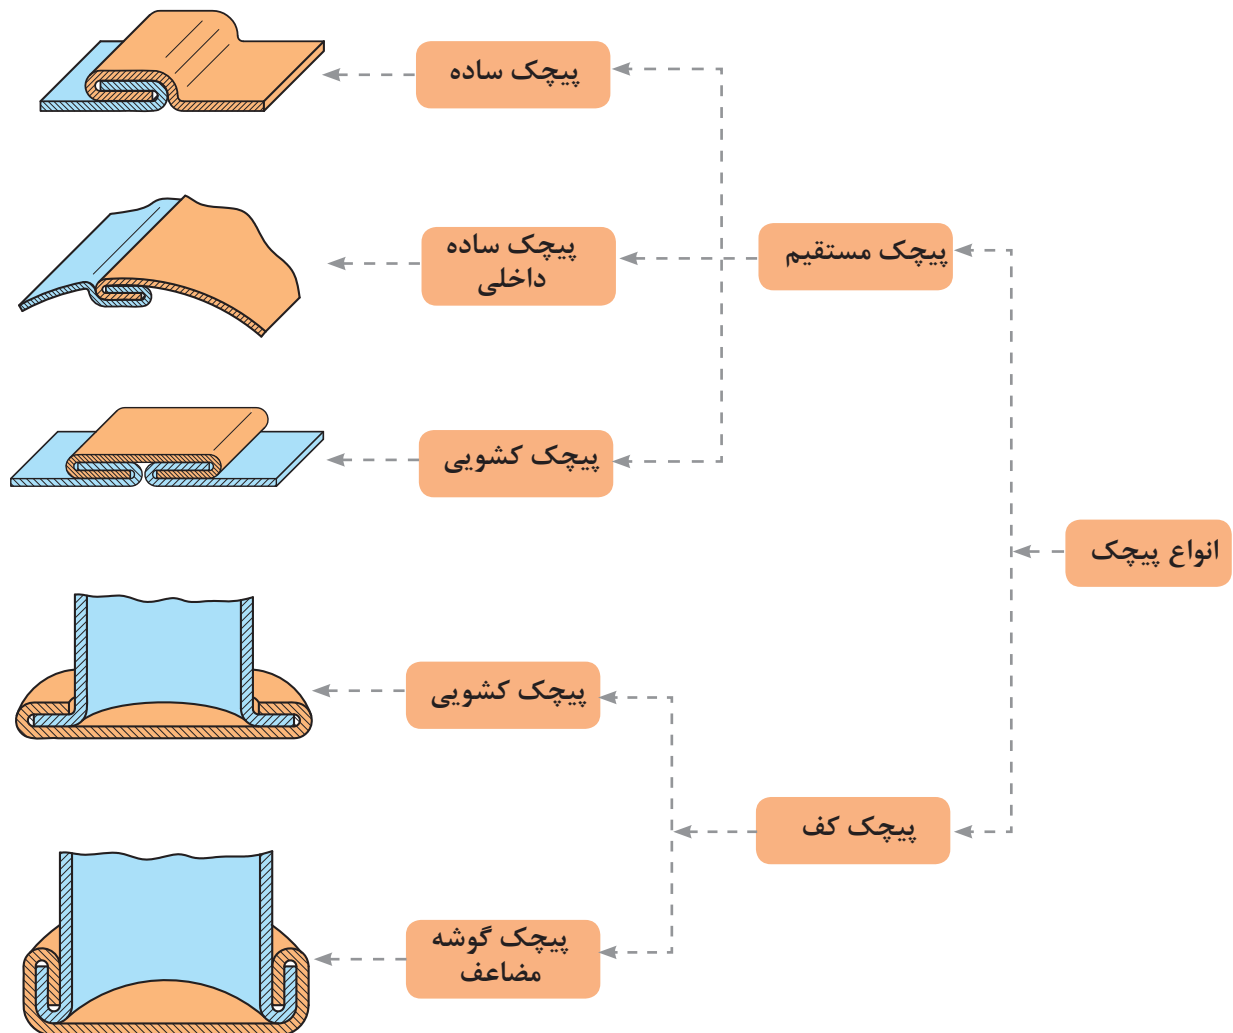 انواع پیچک
پیچک مستقیم
پیچک ساده
پیچک ساده
داخلی
پیچک کشویی
پیچک کف
پیچک کشویی
پیچک گوشه
مضاعف